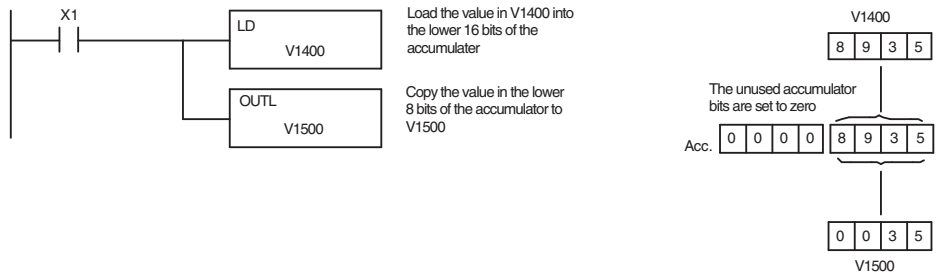 X1
LD
V1400
OUTL
V1500
Load the value in V1400 into
the lower 16 bits of the
accumulater
Copy the value in the lower
8 bits of the accumulator to
V1500
V1400
8 9 3 5
The unused accumulator
bits are set to zero
Acc. 0 0 0 0 8 9 3 5
0 0 3 5
V1500